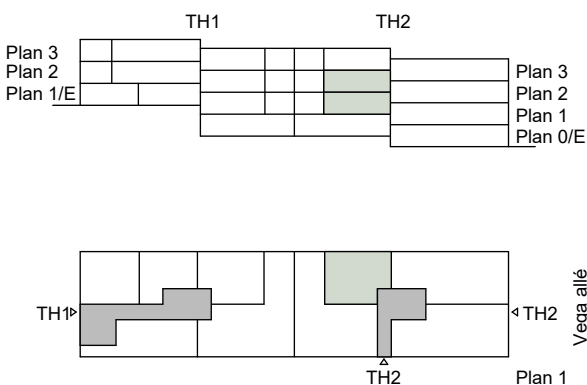 TH1 TH2
Plan 3
Plan 2
Plan 1/E
Plan 3
Plan 2
Plan 1
Plan 0/E
TH1
TH2
Vega allé
TH2
Plan 1